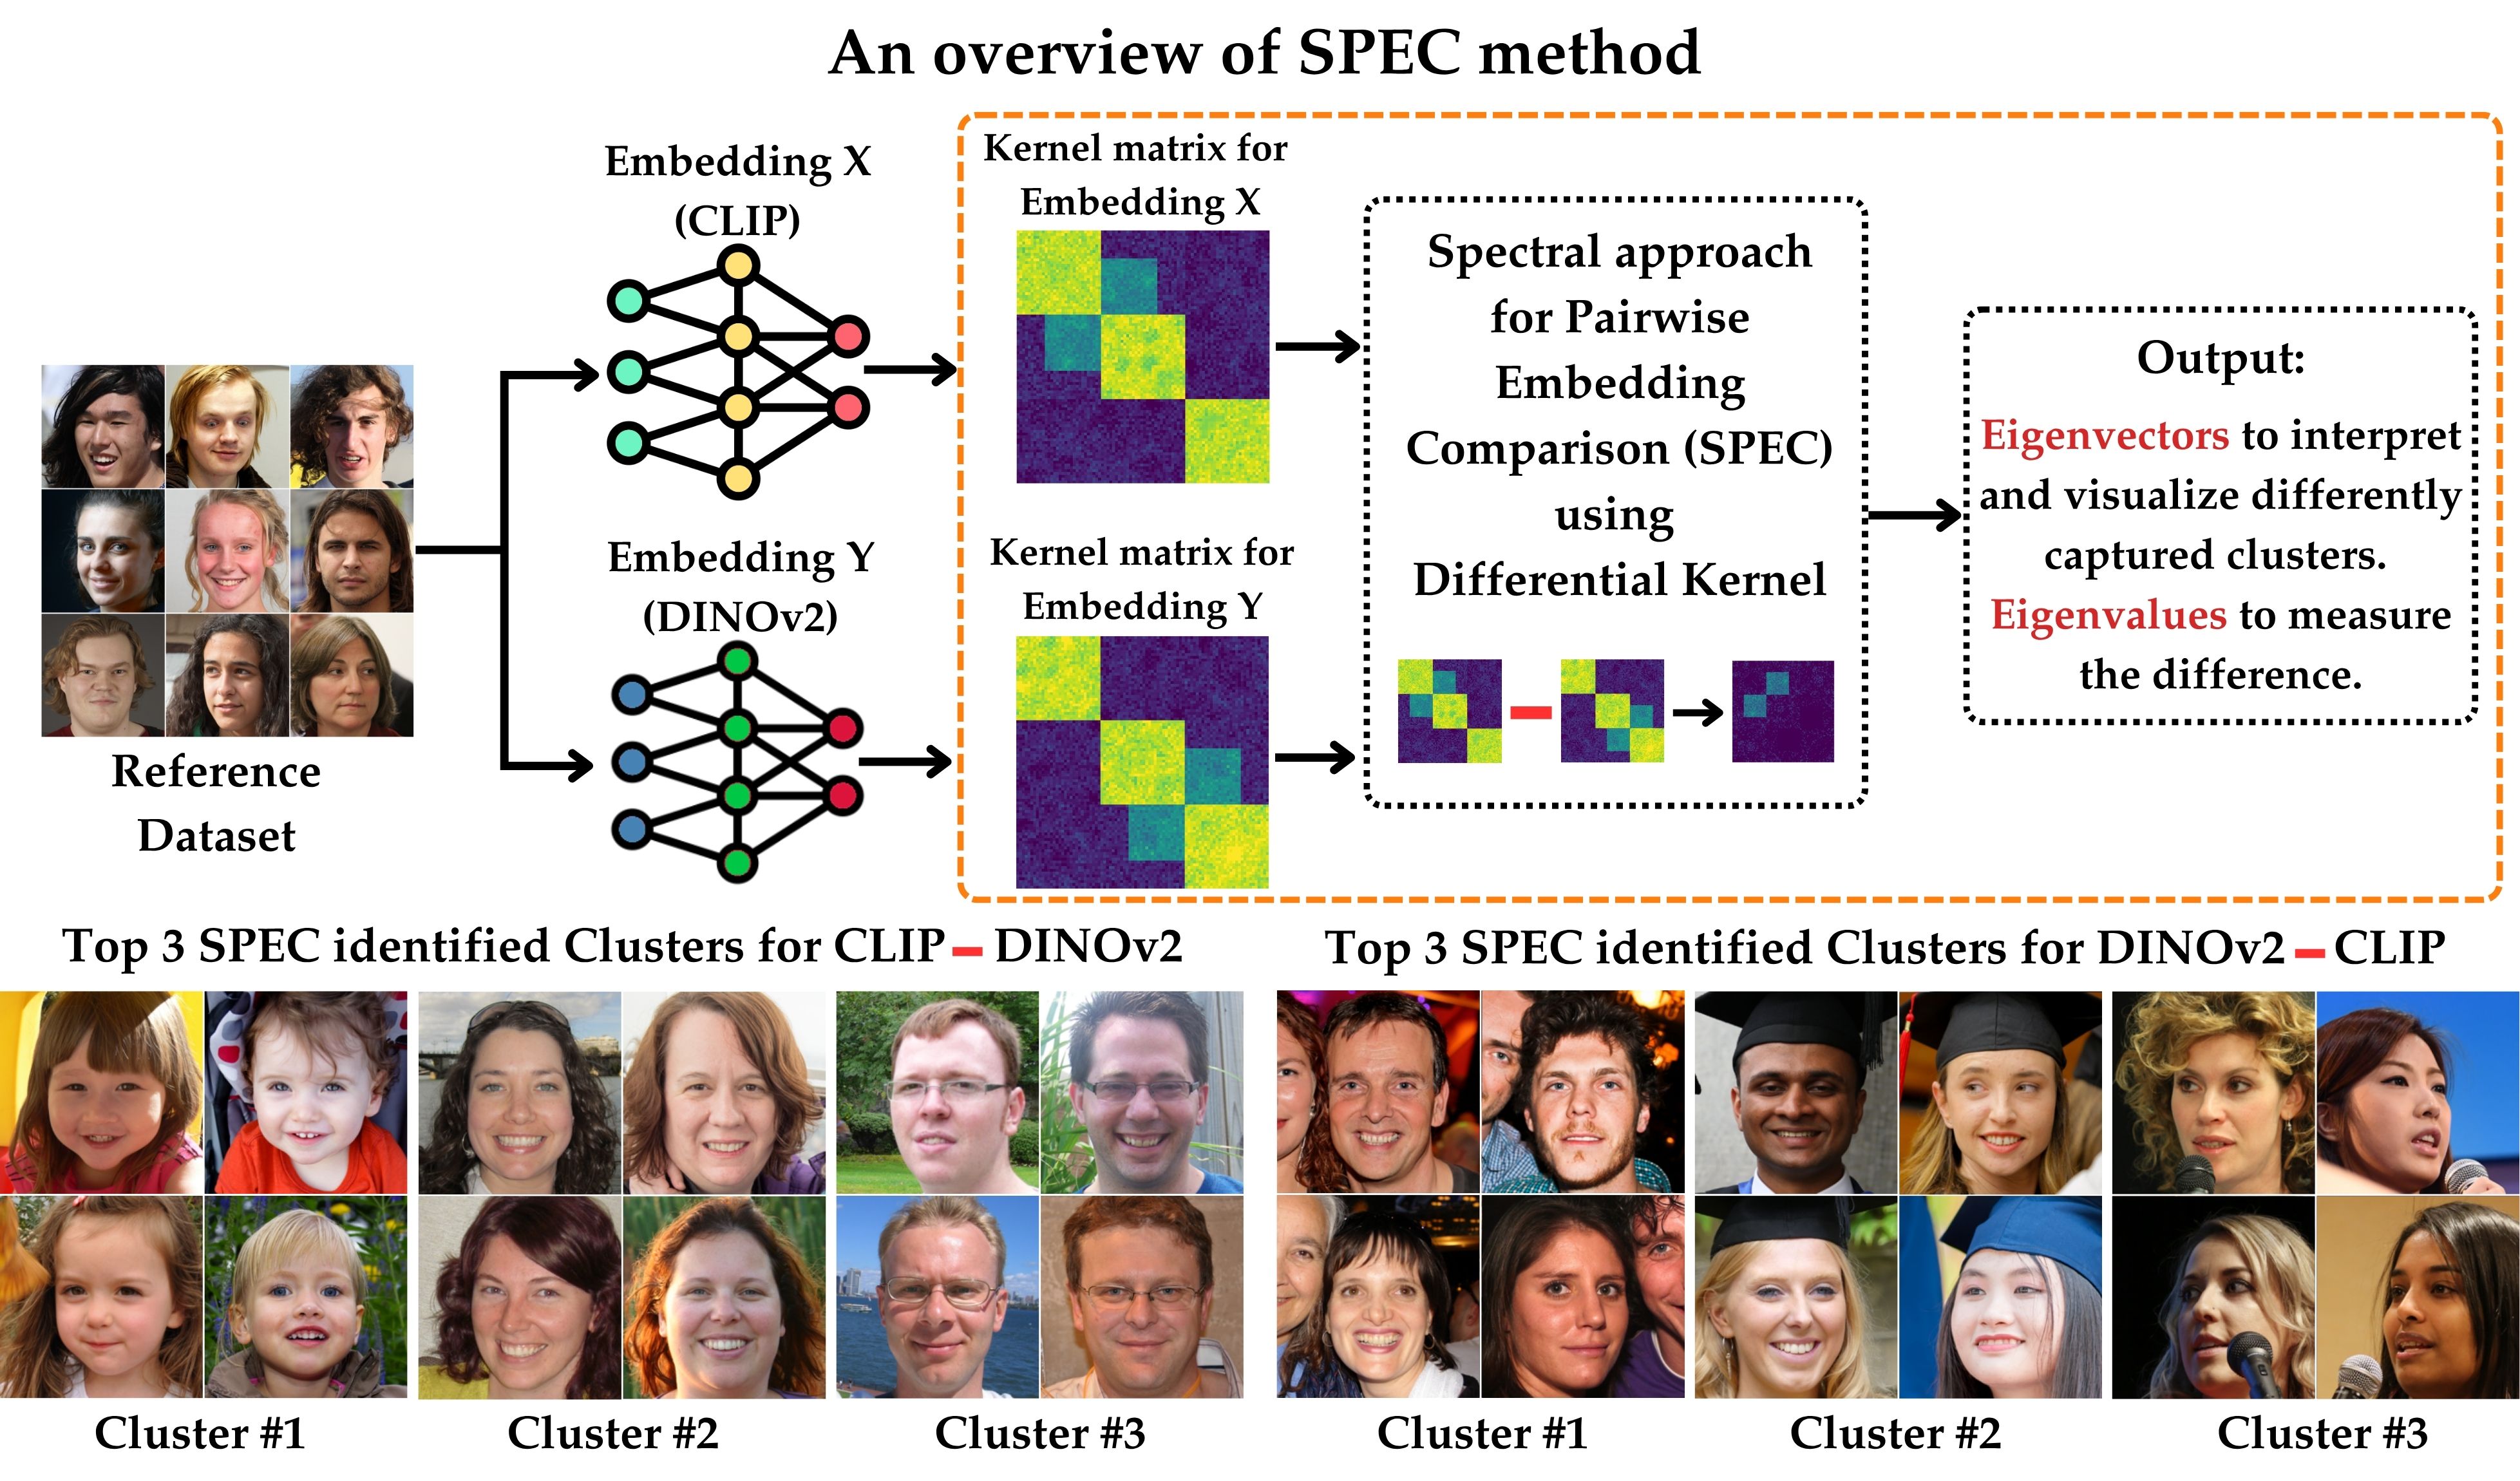 An overview of SPEC method
Embedding X
(CLIP)
Embedding Y
(DINOv2)
Reference
Dataset
Kernel matrix for
Embedding X
Kernel matrix for
Embedding Y
Spectral approach
for Pairwise
Embedding
Comparison (SPEC)
using
Differential Kernel
Output:
Eigenvectors to interpret
and visualize differently
captured clusters.
Eigenvalues to measure
the difference.
Top 3 SPEC identified Clusters for CLIP – DINOv2
Top 3 SPEC identified Clusters for DINOv2 – CLIP
Cluster #1
Cluster #2
Cluster #3
Cluster #1
Cluster #2
Cluster #3